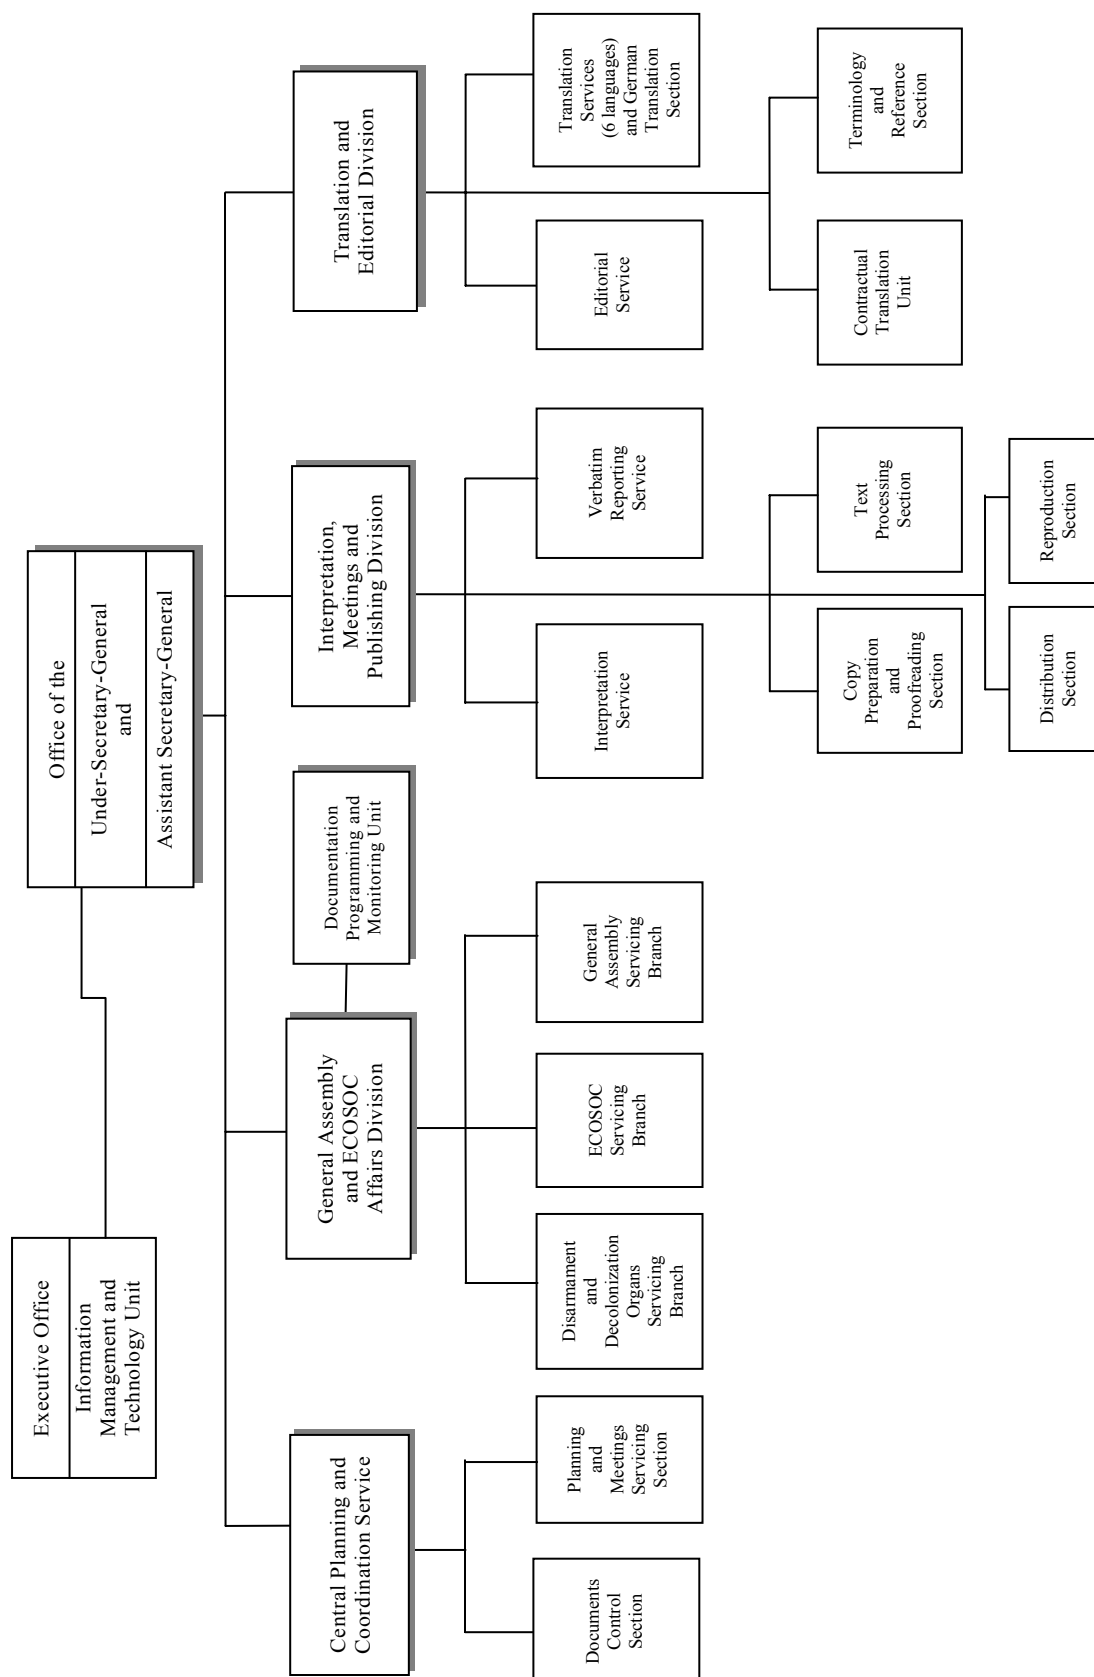 Executive Office
Information
Management and
Technology Unit
Office of the
Under-Secretary-General
and
Assistant Secretary-General
Central Planning and
Coordination Service
General Assembly
and ECOSOC
Affairs Division
Documentation
Programming and
Monitoring Unit
Interpretation,
Meetings and
Publishing Division
Translation and
Editorial Division
Documents
Control
Section
Planning
and
Meetings
Servicing
Section
Disarmament
and
Decolonization
Organs
Servicing
Branch
ECOSOC
Servicing
Branch
General
Assembly
Servicing
Branch
Interpretation
Service
Verbatim
Reporting
Service
Editorial
Service
Translation
Services
(6 languages)
and German
Translation
Section
Copy
Preparation
and
Proofreading
Section
Text
Processing
Section
Contractual
Translation
Unit
Terminology
and
Reference
Section
Distribution
Section
Reproduction
Section